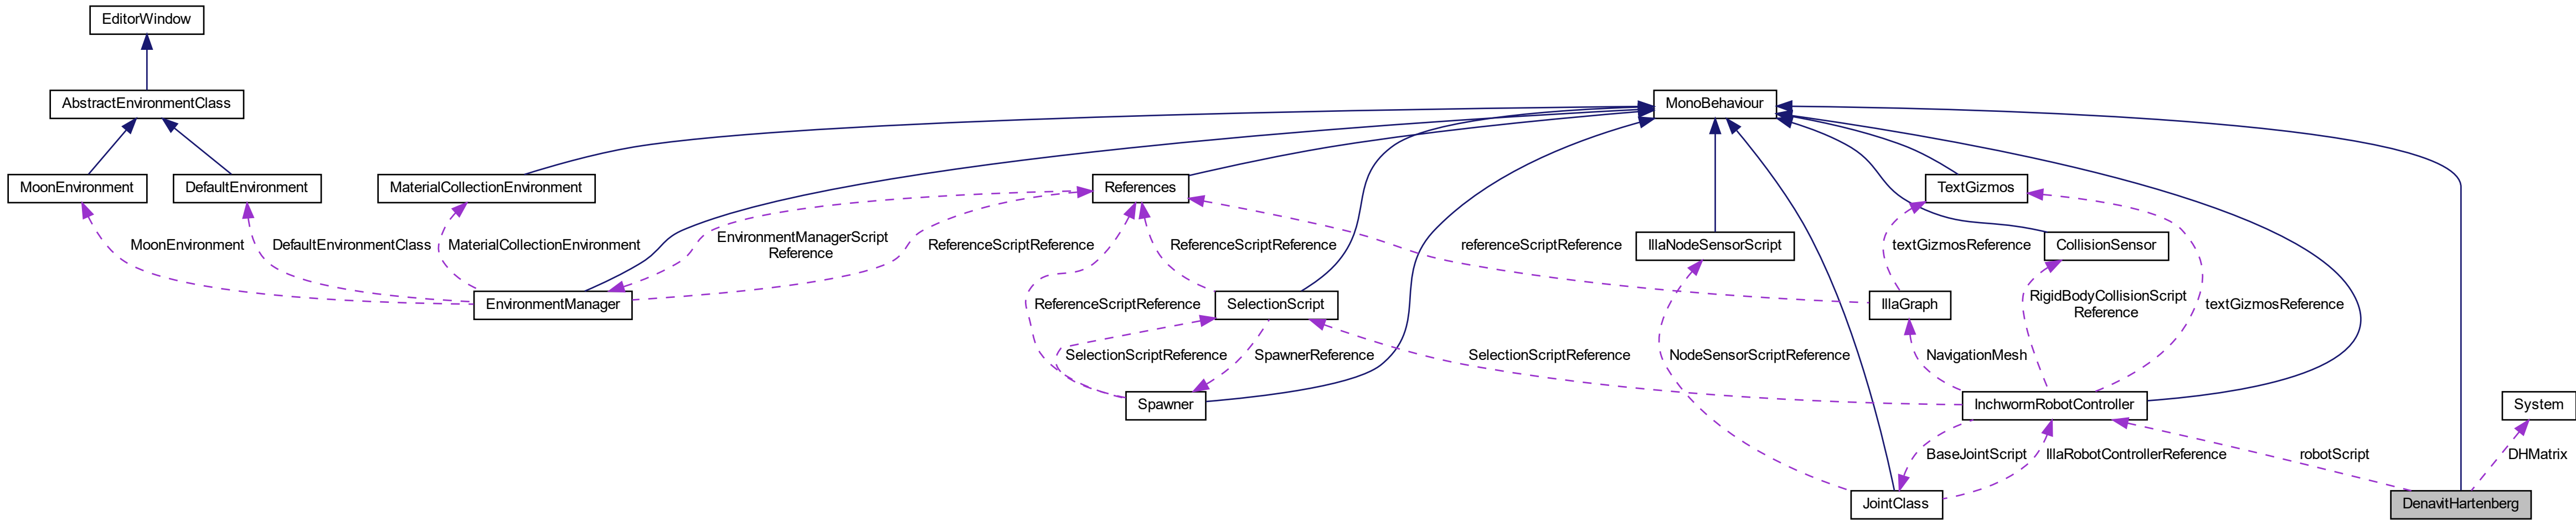 EditorWindow
AbstractEnvironmentClass
MonoBehaviour
MoonEnvironment
DefaultEnvironment
MaterialCollectionEnvironment
References
TextGizmos
MoonEnvironment
DefaultEnvironmentClass
MaterialCollectionEnvironment
EnvironmentManagerScript
Reference
ReferenceScriptReference
ReferenceScriptReference
referenceScriptReference
IllaNodeSensorScript
textGizmosReference
CollisionSensor
EnvironmentManager
ReferenceScriptReference
SelectionScript
IllaGraph
RigidBodyCollisionScript
Reference
textGizmosReference
SelectionScriptReference
SpawnerReference
SelectionScriptReference
NodeSensorScriptReference
NavigationMesh
Spawner
InchwormRobotController
System
BaseJointScript
IllaRobotControllerReference
robotScript
DHMatrix
JointClass
DenavitHartenberg